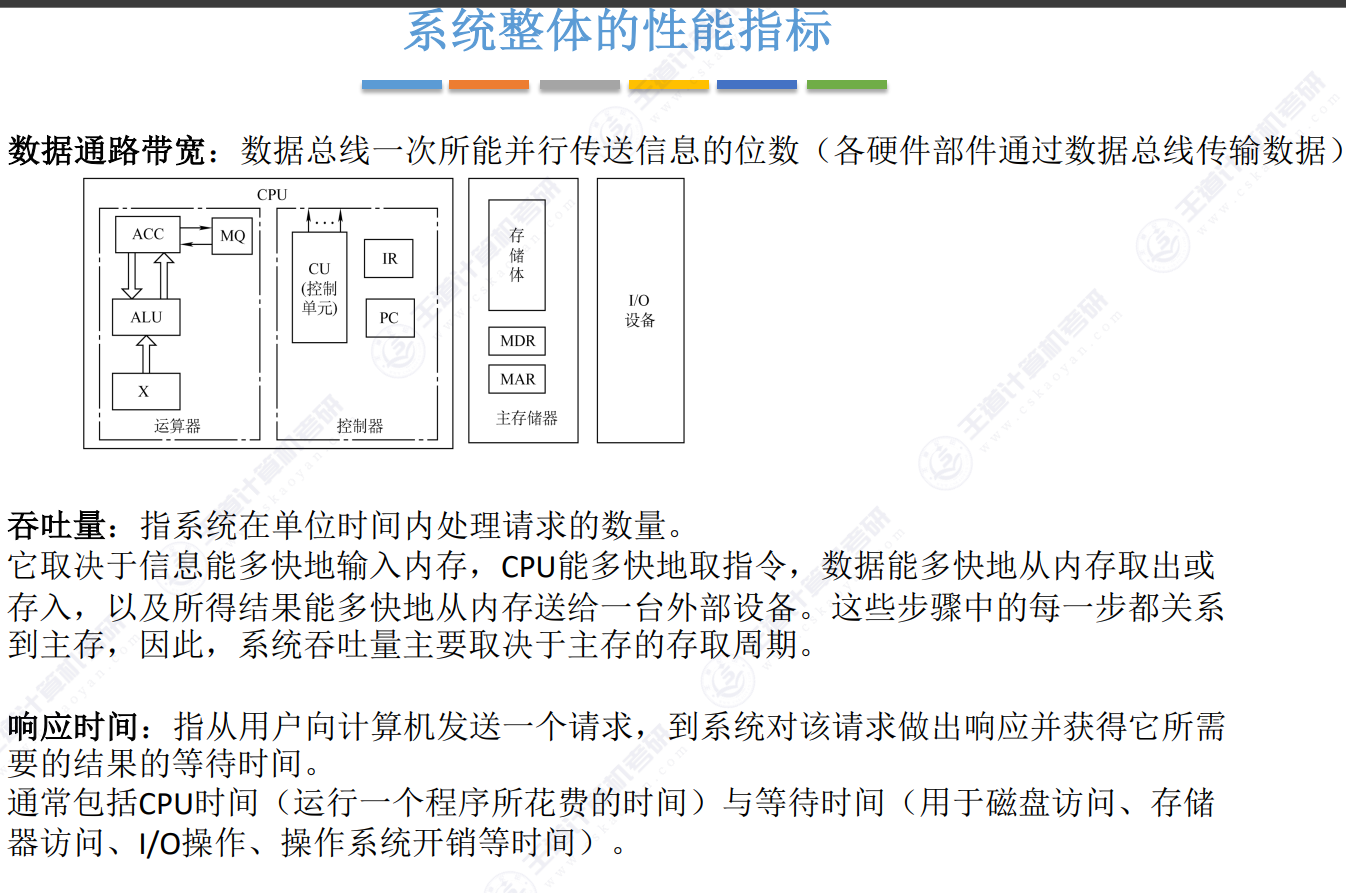 系统整体的性能指标
数据通路带宽：数据总线一次所能并行传送信息的位数（各硬件部件通过数据总线传输数据）
CPU
ACC
MQ
ALU
X
运算器
CU
(控制
单元)
IR
PC
控制器
存
储
体
MDR
MAR
主存储器
I/O
设备
吞吐量：指系统在单位时间内处理请求的数量。
它取决于信息能多快地输入内存，CPU能多快地取指令，数据能多快地从内存取出或
存入，以及所得结果能多快地从内存送给一台外部设备。这些步骤中的每一步都关系
到主存，因此，系统吞吐量主要取决于主存的存取周期。
响应时间：指从用户向计算机发送一个请求，到系统对该请求做出响应并获得它所需
要的结果的等待时间。
通常包括CPU时间（运行一个程序所花费的时间）与等待时间（用于磁盘访问、存储
器访问、I/O操作、操作系统开销等时间）。
王道计算机考研
www.cskaoyan.com